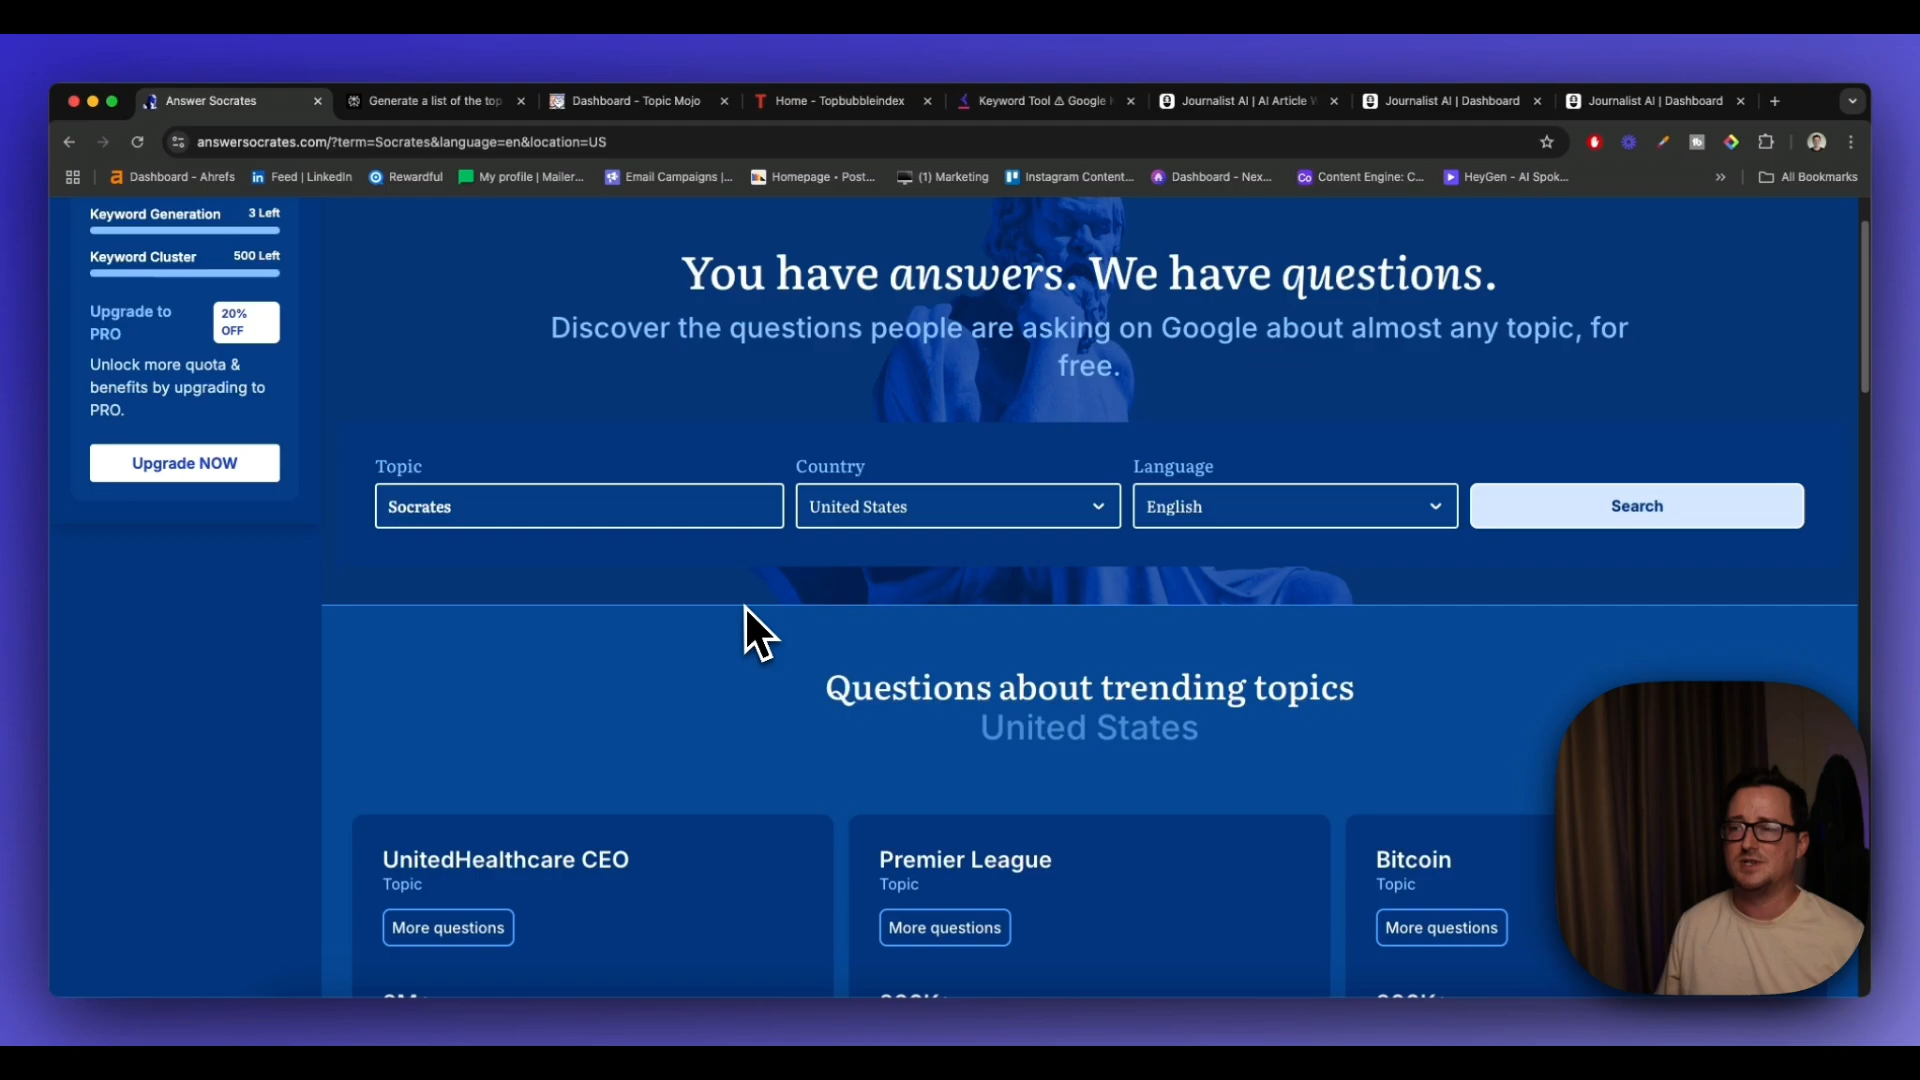 Answer Socrates
Generate a list of the top
Dashboard - Topic Mojo
Home - Topbubbleindex
Keyword Tool ⚠ Google
Journalist AI | AI Article
Journalist AI | Dashboard
Journalist AI | Dashboard
answersocrates.com/?term=Socrates&language=en&location=US
Dashboard - Ahrefs
Feed | LinkedIn
Rewardful
My profile | Mailer...
Email Campaigns |...
Homepage • Post...
(1) Marketing
Instagram Content...
Dashboard - Nex...
Content Engine: C...
HeyGen - AI Spok...
All Bookmarks
Keyword Generation 3 Left
Keyword Cluster 500 Left
Upgrade to
PRO
20%
OFF
Unlock more quota &
benefits by upgrading to
PRO.
Upgrade NOW
You have answers. We have questions.
Discover the questions people are asking on Google about almost any topic, for
free.
Topic
Country
Language
Socrates
United States
English
Search
Questions about trending topics
United States
UnitedHealthcare CEO
Topic
More questions
Premier League
Topic
More questions
Bitcoin
Topic
More questions